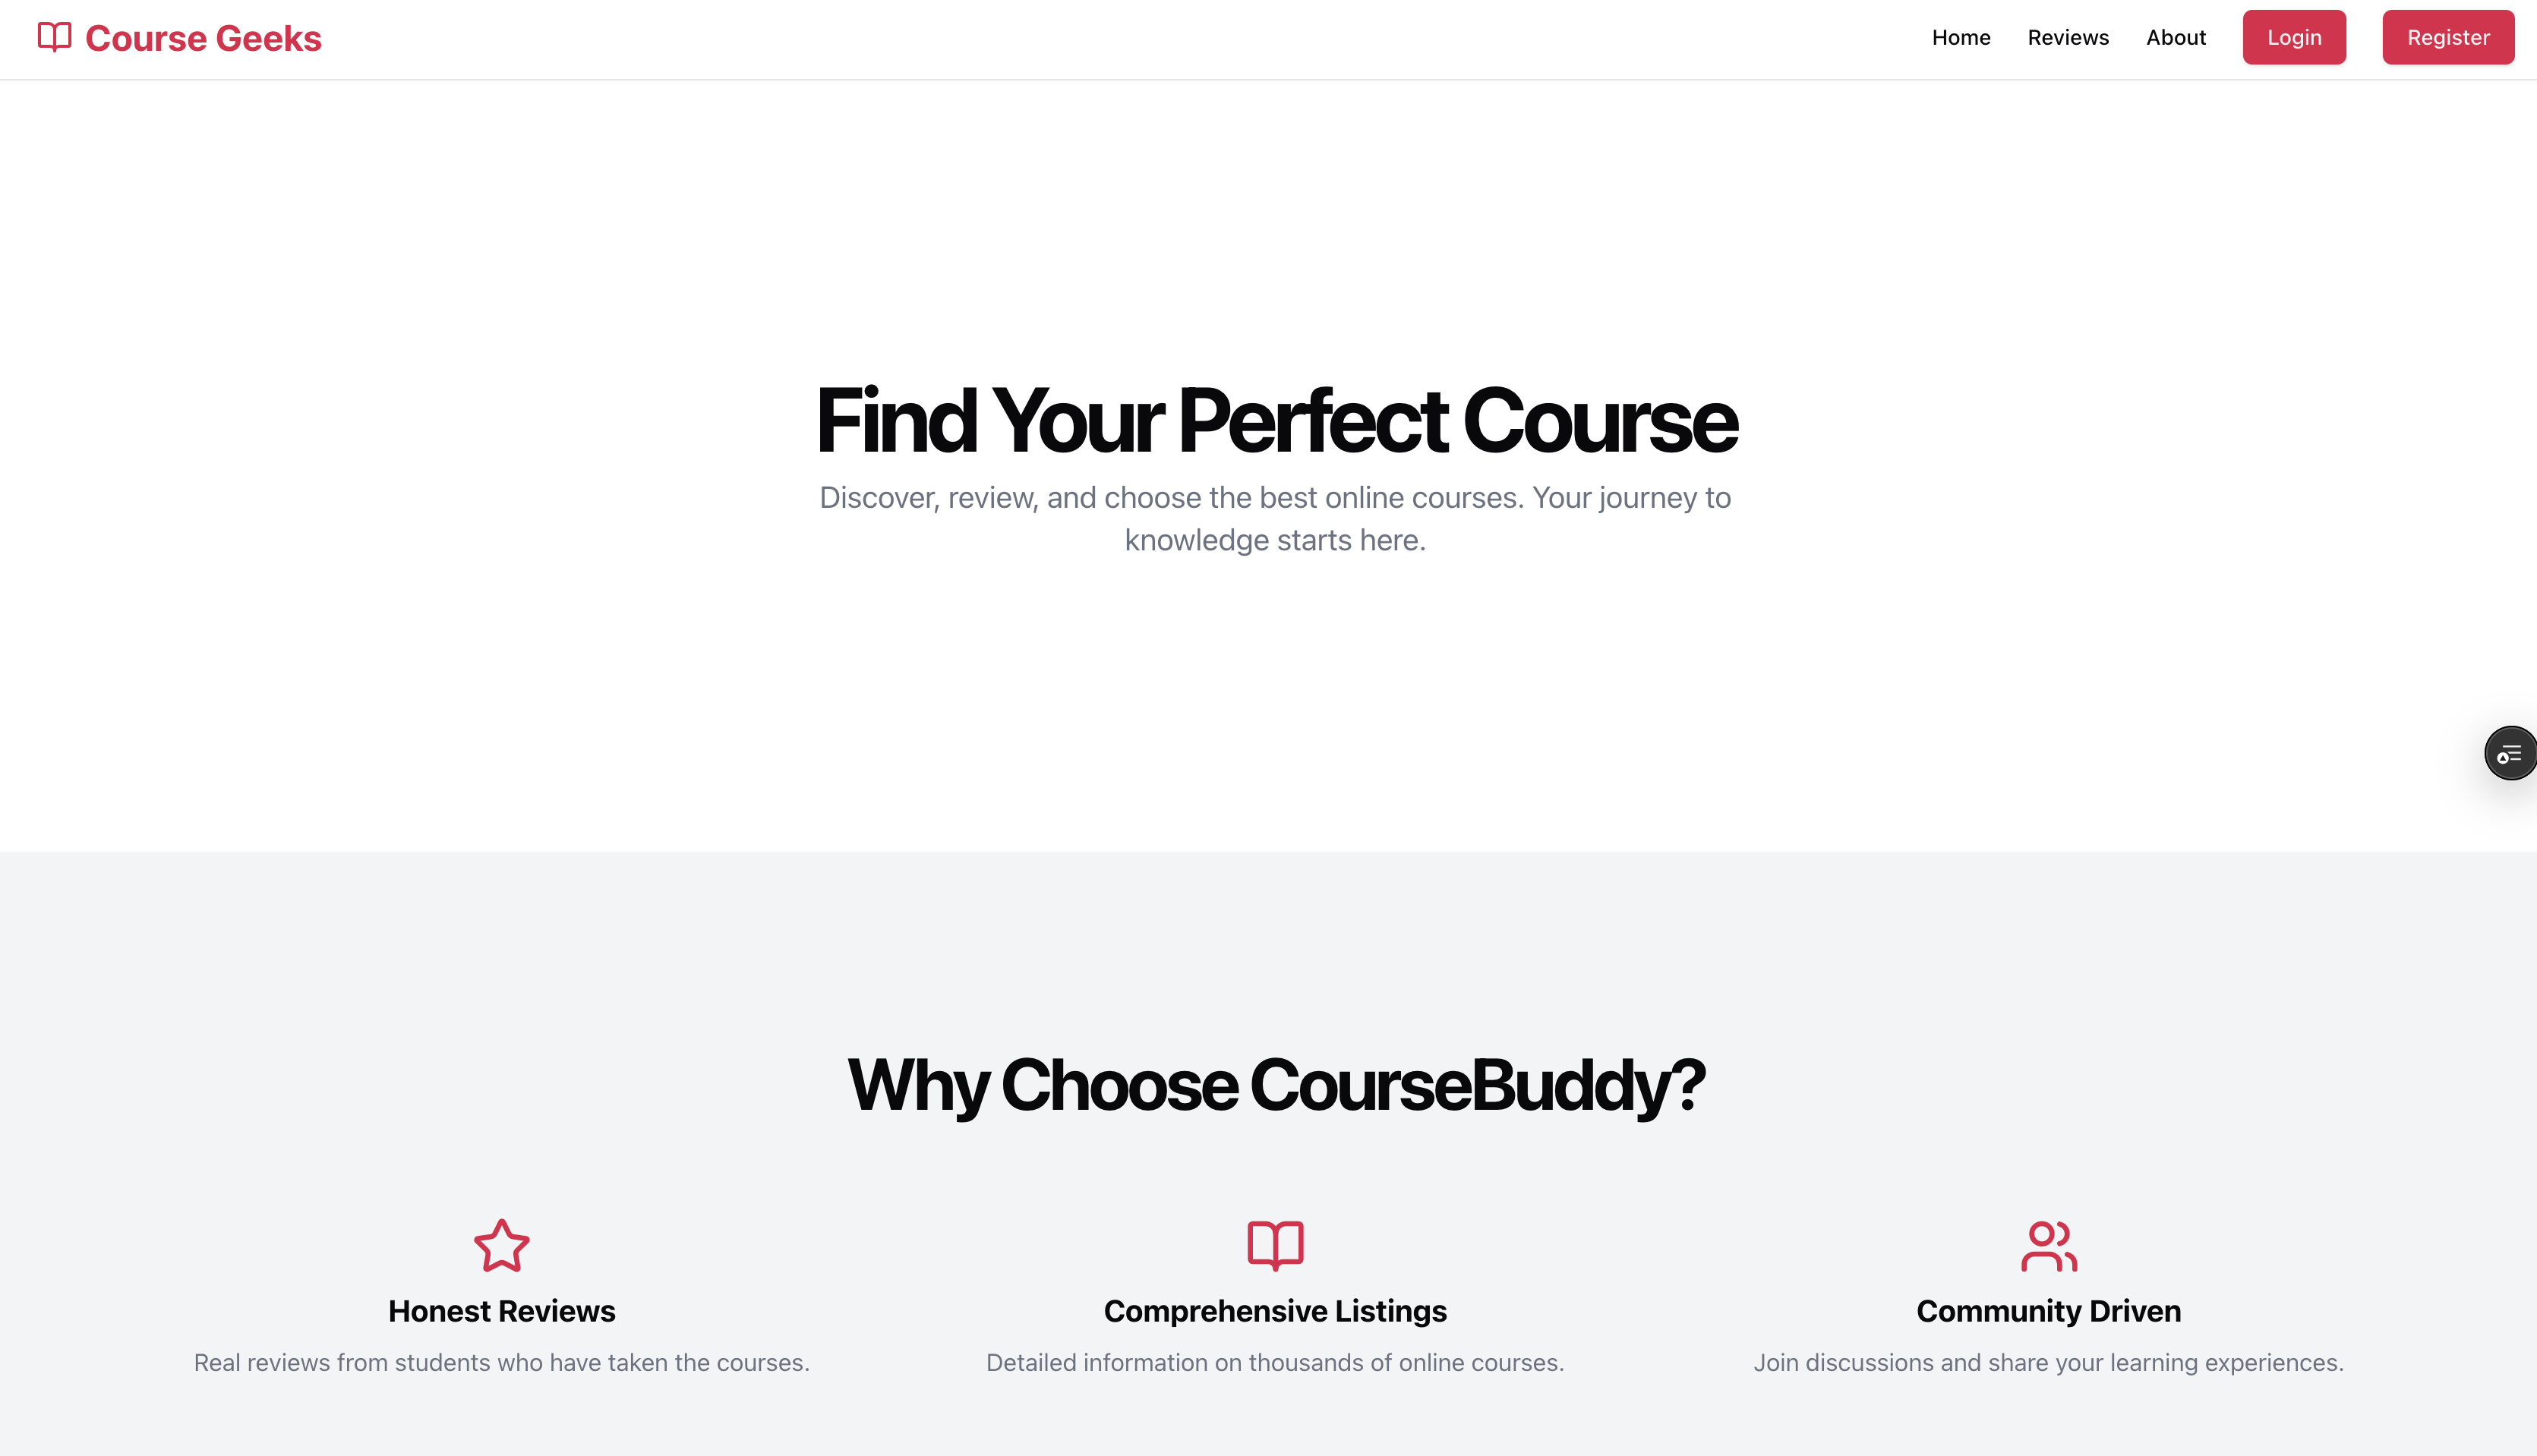 Course Geeks
Home
Reviews
About
Login
Register
Find Your Perfect Course
Discover, review, and choose the best online courses. Your journey to
knowledge starts here.
Why Choose CourseBuddy?
Honest Reviews
Real reviews from students who have taken the courses.
Comprehensive Listings
Detailed information on thousands of online courses.
Community Driven
Join discussions and share your learning experiences.